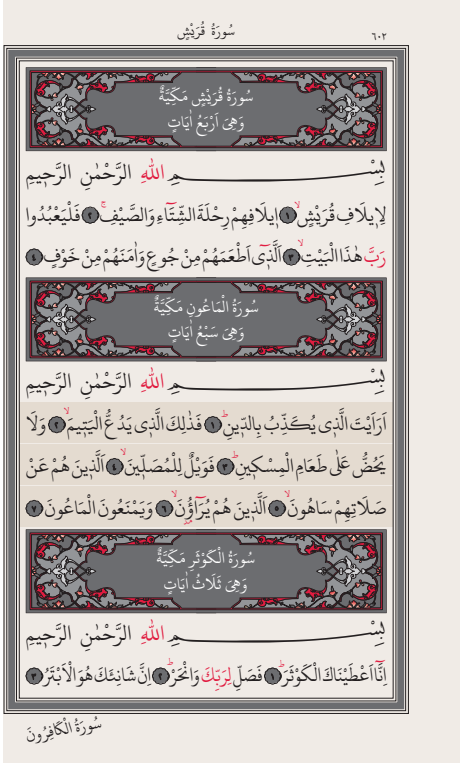 سُورَةُ قُرَيْشٍ
٦٠٢
سُورَةُ قُرَيْشٍ مَكِّيَّةٌ
وَهِىَ اَرْبَعُ اٰيَاتٍ
بِسْمِ اللّٰهِ الرَّحْمٰنِ الرَّح۪يمِ
لِا۪يلَافِ قُرَيْشٍۙ ١ ا۪يلَافِهِمْ رِحْلَةَ الشِّتَٓاءِ وَالصَّيْفِۚ ٢ فَلْيَعْبُدُوا
رَبَّ هٰذَا الْبَيْتِۙ ٣ اَلَّذ۪ٓى اَطْعَمَهُمْ مِنْ جُوعٍ وَاٰمَنَهُمْ مِنْ خَوْفٍ ٤
سُورَةُ الْمَاعُونِ مَكِّيَّةٌ
وَهِىَ سَبْعُ اٰيَاتٍ
بِسْمِ اللّٰهِ الرَّحْمٰنِ الرَّح۪يمِ
اَرَاَيْتَ الَّذ۪ى يُكَذِّبُ بِالدّ۪ينِۜ ١ فَذٰلِكَ الَّذ۪ى يَدُعُّ الْيَت۪يمَۙ ٢ وَلَا
يَحُضُّ عَلٰى طَعَامِ الْمِسْك۪ينِۜ ٣ فَوَيْلٌ لِلْمُصَلّ۪ينَۙ ٤ اَلَّذ۪ينَ هُمْ عَنْ
صَلَاتِهِمْ سَاهُونَۙ ٥ اَلَّذ۪ينَ هُمْ يُرَٓاؤُ۫نَۙ ٦ وَيَمْنَعُونَ الْمَاعُونَ ٧
سُورَةُ الْكَوْثَرِ مَكِّيَّةٌ
وَهِىَ ثَلَاثُ اٰيَاتٍ
بِسْمِ اللّٰهِ الرَّحْمٰنِ الرَّح۪يمِ
اِنَّٓا اَعْطَيْنَاكَ الْكَوْثَرَۜ ١ فَصَلِّ لِرَبِّكَ وَانْحَرْۜ ٢ اِنَّ شَانِئَكَ هُوَ الْاَبْتَرُ ٣
سُورَةُ الْكَافِرُونَ